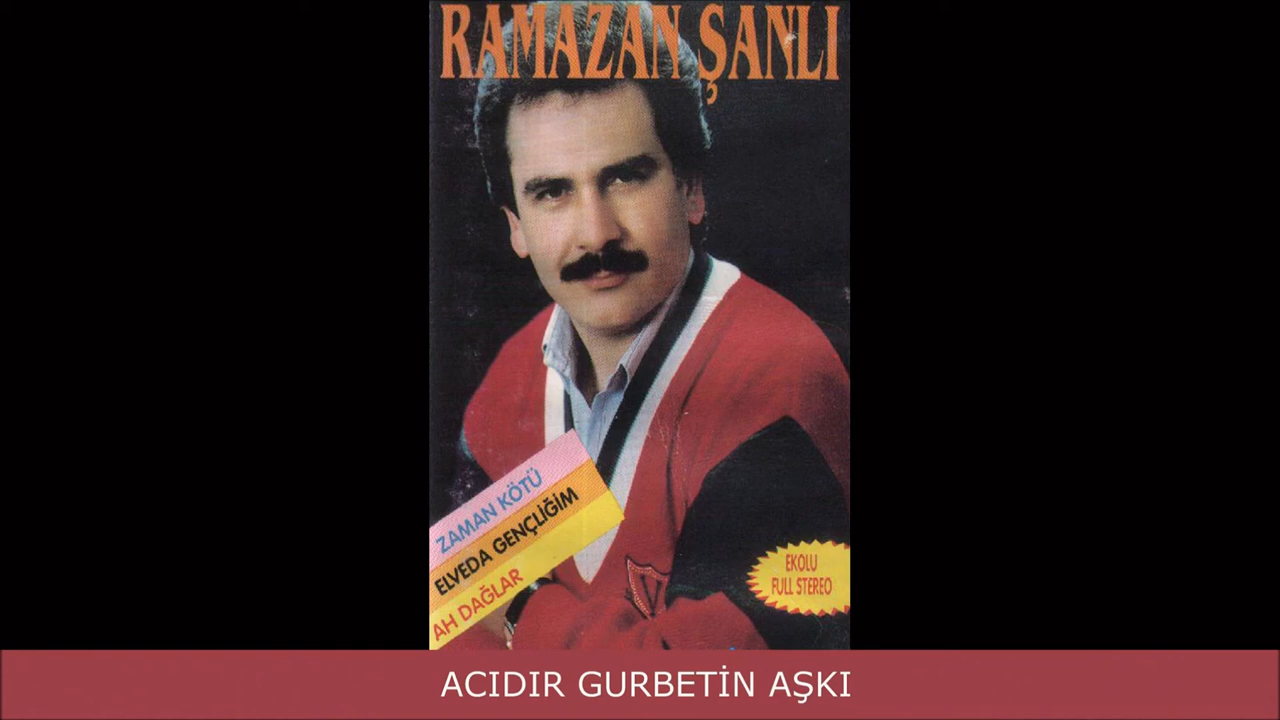 RAMAZAN ŞANLI
ZAMAN KÖTÜ
ELVEDA GENÇLİĞİM
AH DAĞLAR
EKOLU
FULL STEREO
ACIDIR GURBETİN AŞKI